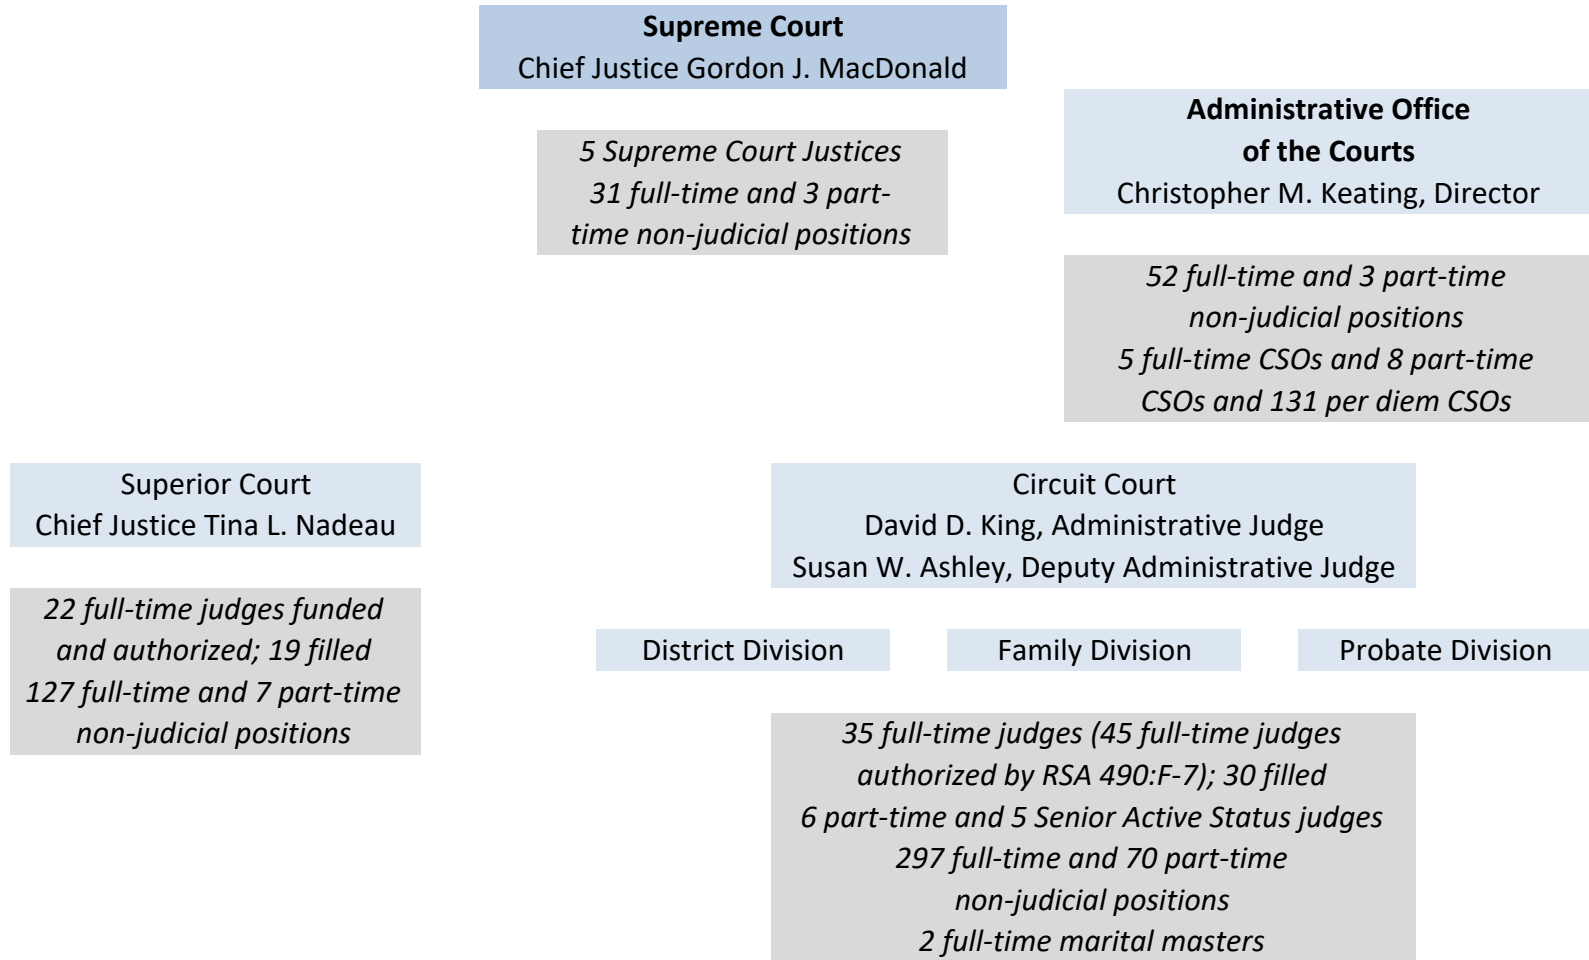 Supreme Court
Chief Justice Gordon J. MacDonald
5 Supreme Court Justices
31 full-time and 3 part-
time non-judicial positions
Administrative Office
of the Courts
Christopher M. Keating, Director
52 full-time and 3 part-time
non-judicial positions
5 full-time CSOs and 8 part-time
CSOs and 131 per diem CSOs
Superior Court
Chief Justice Tina L. Nadeau
22 full-time judges funded
and authorized; 19 filled
127 full-time and 7 part-time
non-judicial positions
Circuit Court
David D. King, Administrative Judge
Susan W. Ashley, Deputy Administrative Judge
District Division
Family Division
Probate Division
35 full-time judges (45 full-time judges
authorized by RSA 490:F-7); 30 filled
6 part-time and 5 Senior Active Status judges
297 full-time and 70 part-time
non-judicial positions
2 full-time marital masters